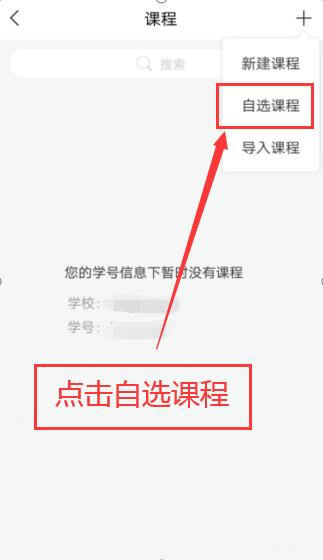 课程
搜索
新建课程
自选课程
导入课程
您的学号信息下暂时没有课程
学校：
学号：
点击自选课程